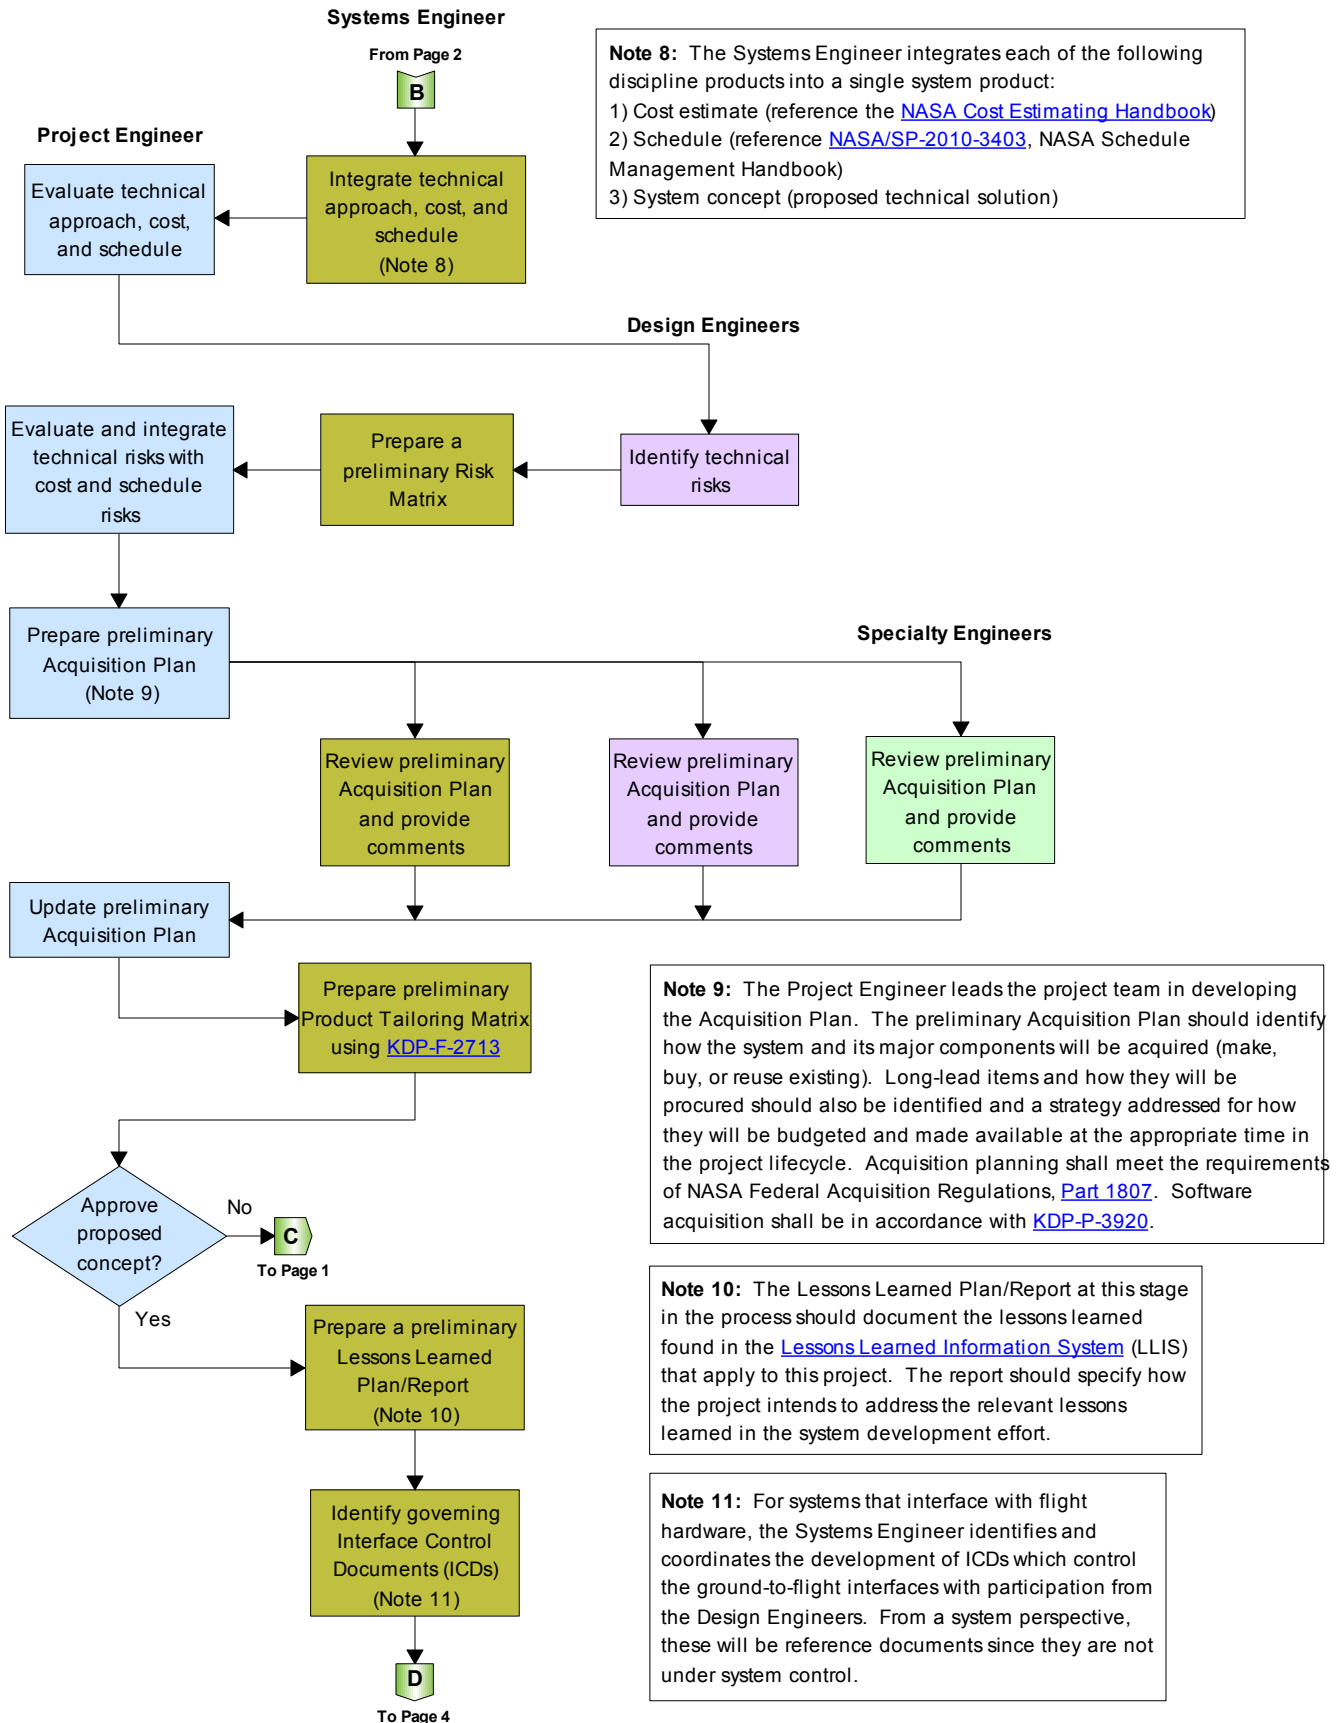 Systems Engineer
From Page 2
B
Note 8:  The Systems Engineer integrates each of the following
discipline products into a single system product:
1) Cost estimate (reference the NASA Cost Estimating Handbook)
2) Schedule (reference NASA/SP-2010-3403, NASA Schedule
Management Handbook)
3) System concept (proposed technical solution)
Project Engineer
Evaluate technical
approach, cost,
and schedule
Integrate technical
approach, cost, and
schedule
(Note 8)
Design Engineers
Evaluate and integrate
technical risks with
cost and schedule
risks
Prepare a
preliminary Risk
Matrix
Identify technical
risks
Prepare preliminary
Acquisition Plan
(Note 9)
Specialty Engineers
Review preliminary
Acquisition Plan
and provide
comments
Review preliminary
Acquisition Plan
and provide
comments
Review preliminary
Acquisition Plan
and provide
comments
Update preliminary
Acquisition Plan
Prepare preliminary
Product Tailoring Matrix
using KDP-F-2713
Note 9:  The Project Engineer leads the project team in developing
the Acquisition Plan.  The preliminary Acquisition Plan should identify
how the system and its major components will be acquired (make,
buy, or reuse existing).  Long-lead items and how they will be
procured should also be identified and a strategy addressed for how
they will be budgeted and made available at the appropriate time in
the project lifecycle.  Acquisition planning shall meet the requirements
of NASA Federal Acquisition Regulations, Part 1807.  Software
acquisition shall be in accordance with KDP-P-3920.
Approve
proposed
concept?
No
C
To Page 1
Yes
Prepare a preliminary
Lessons Learned
Plan/Report
(Note 10)
Note 10:  The Lessons Learned Plan/Report at this stage
in the process should document the lessons learned
found in the Lessons Learned Information System (LLIS)
that apply to this project.  The report should specify how
the project intends to address the relevant lessons
learned in the system development effort.
Identify governing
Interface Control
Documents (ICDs)
(Note 11)
Note 11:  For systems that interface with flight
hardware, the Systems Engineer identifies and
coordinates the development of ICDs which control
the ground-to-flight interfaces with participation from
the Design Engineers.  From a system perspective,
these will be reference documents since they are not
under system control.
D
To Page 4